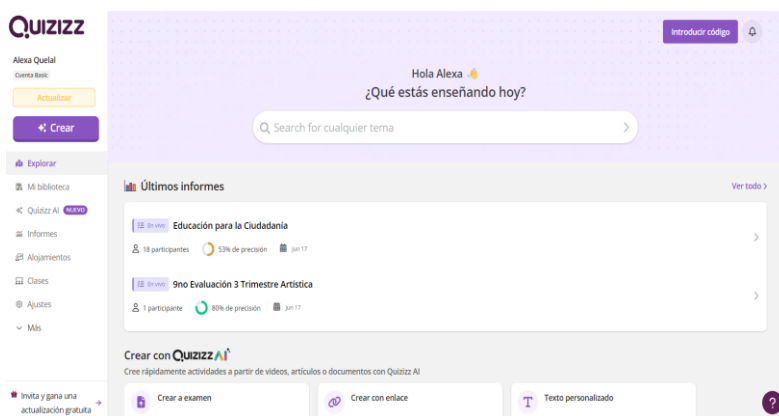 QUIZIZZ
Alexa Quelal
Cuenta Basic
Actualizar
Crear
Explorar
Mi biblioteca
Quizizz AI NUEVO
Informes
Alojamientos
Clases
Ajustes
Más
Invita y gana una
actualización gratuita
Introducir código
Hola Alexa 👋
¿Qué estás enseñando hoy?
Search for cualquier tema
Últimos informes
Ver todo >
En vivo Educación para la Ciudadanía
18 participantes 53% de precisión jun 17
En vivo 9no Evaluación 3 Trimestre Artística
1 participante 80% de precisión jun 17
Crear con QUIZIZZ AI
Cree rápidamente actividades a partir de videos, artículos o documentos con Quizizz AI
Crear a examen
Crear con enlace
T Texto personalizado
?